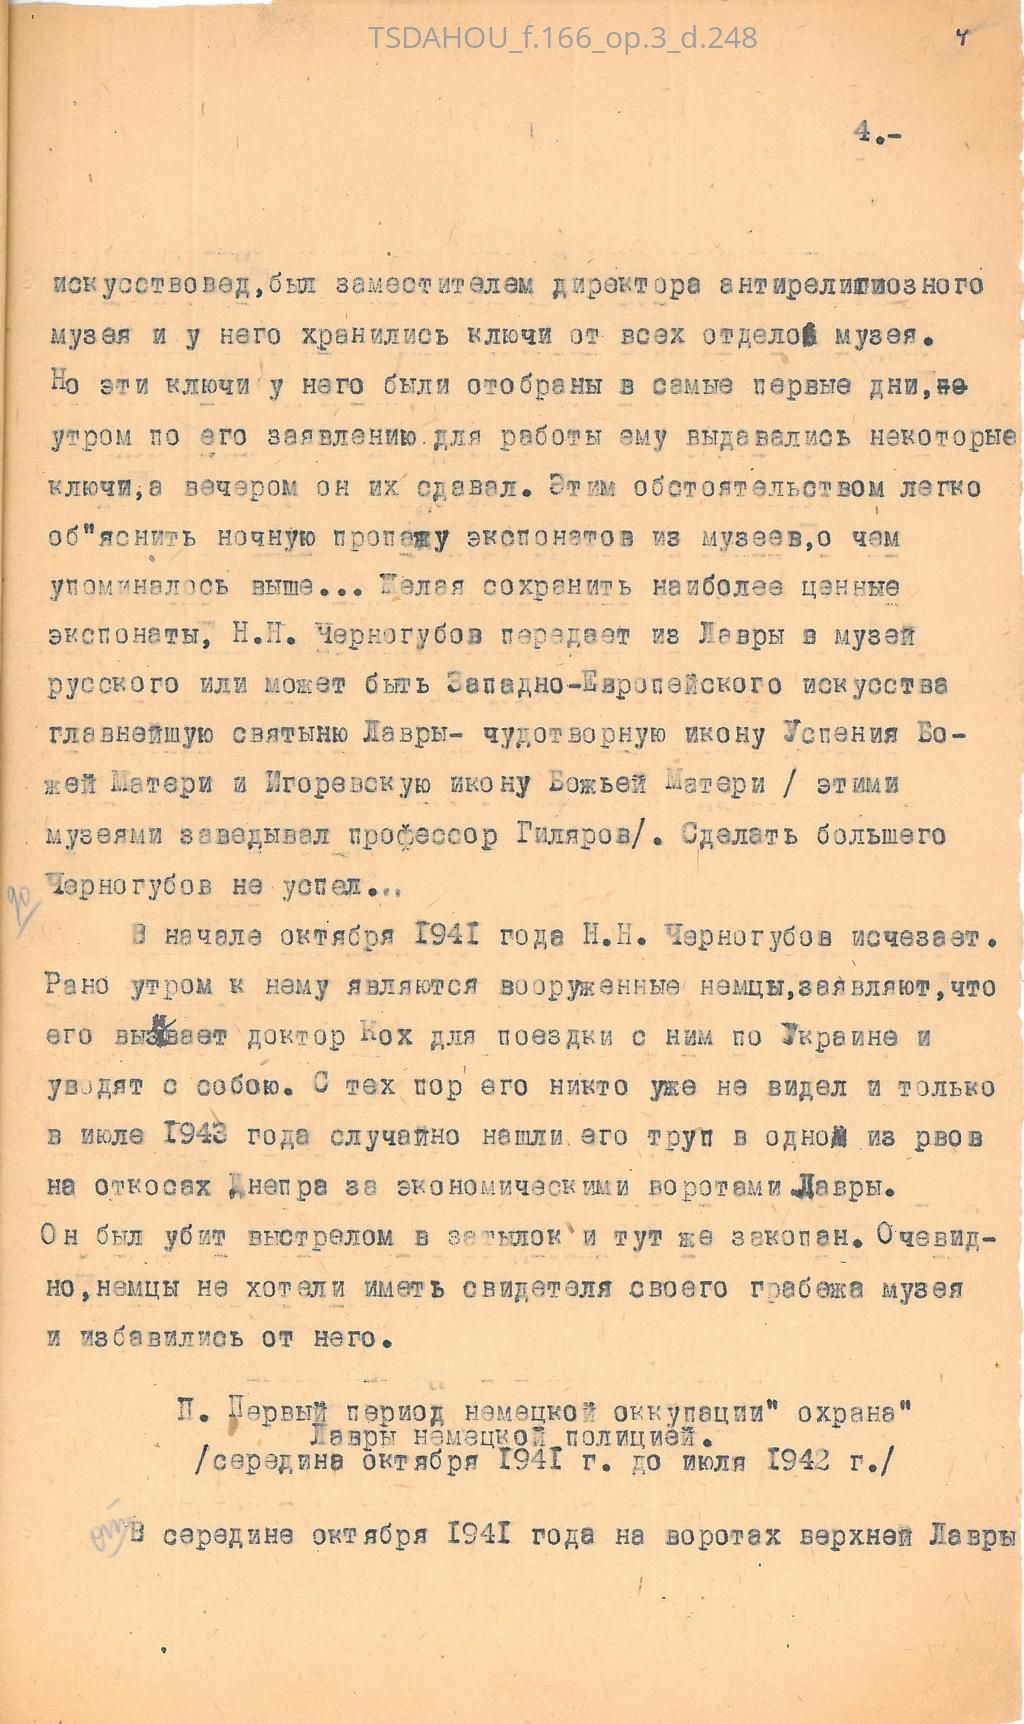 TSDAHOU_f.166_op.3_d.248
4
4.-
искусствовед,был заместителем директора антирелигиозного
музея и у него хранились ключи от всех отделов музея.
Но эти ключи у него были отобраны в самые первые дни,но
утром по его заявлению для работы ему выдавались некоторые
ключи,а вечером он их сдавал. Этим обстоятельством легко
об"яснить ночную пропажу экспонатов из музеев,о чем
упоминалось выше... Желая сохранить наиболее ценные
экспонаты, Н.Н. Черногубов передает из Лавры в музей
русского или может быть Западно-Европейского искусства
главнейшую святыню Лавры- чудотворную икону Успения Бо-
жей Матери и Игоревскую икону Божьей Матери / этими
музеями заведывал профессор Гиляров/. Сделать большего
Черногубов не успел...
В начале октября 1941 года Н.Н. Черногубов исчезает.
Рано утром к нему являются вооруженные немцы,заявляют,что
его вызывает доктор Кох для поездки с ним по Украине и
уводят с собою. С тех пор его никто уже не видел и только
в июле 1943 года случайно нашли его труп в одном из рвов
на откосах Днепра за экономическими воротами Лавры.
Он был убит выстрелом в затылок и тут же закопан. Очевид-
но,немцы не хотели иметь свидетеля своего грабежа музея
и избавились от него.
П. Первый период немецкой оккупации" охрана"
Лавры немецкой полицией.
/середина октября 1941 г. до июля 1942 г./
В середине октября 1941 года на воротах верхней Лавры